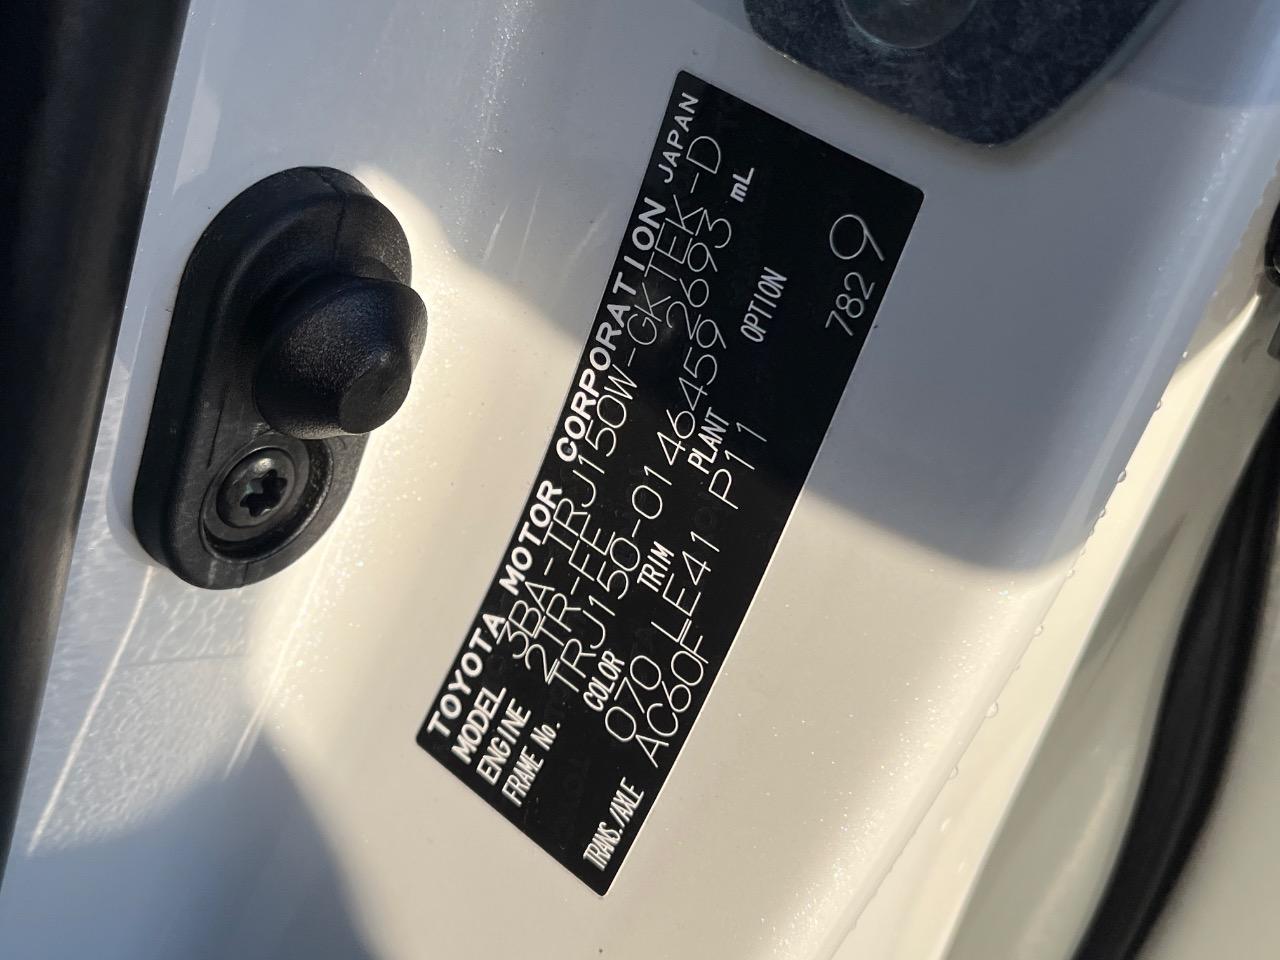 TOYOTA MOTOR CORPORATION JAPAN
MODEL 3BA-TRJ150W-GKTEK-D
ENGINE 2TR-FE 2693 mL
FRAME No. TRJ150-0146459
COLOR TRIM PLANT OPTION
070 LE41 P11
TRANS./AXLE AC60F
7829